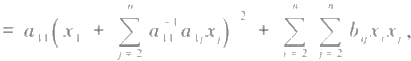 = a_{11}(x_1 + \sum_{j=2}^{n} a_{11}^{-1} a_{1j} x_j)^2 + \sum_{i=2}^{n} \sum_{j=2}^{n} b_{ij} x_i x_j ,